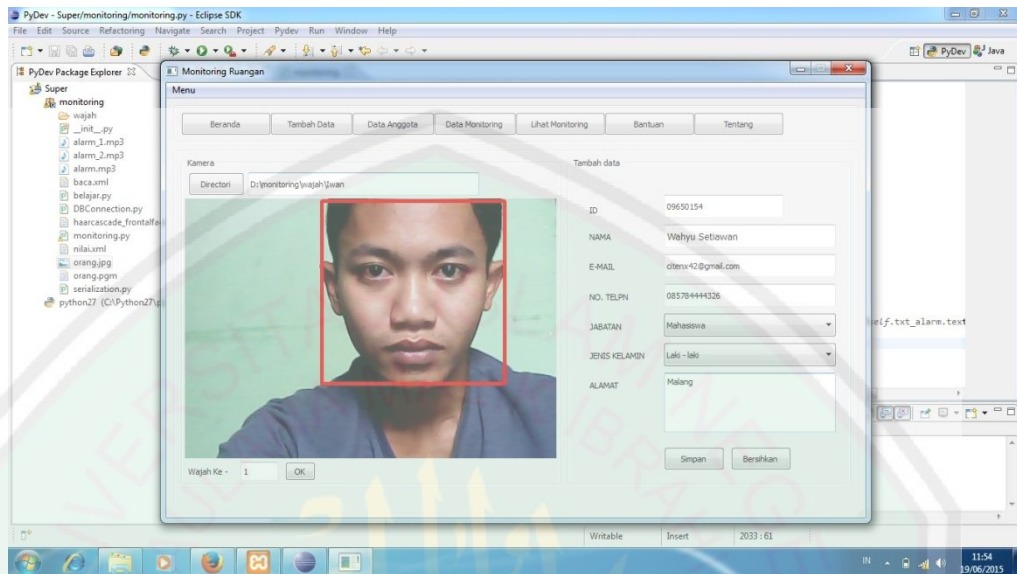 PyDev - Super/monitoring/monitoring.py - Eclipse SDK
File Edit Source Refactoring Navigate Search Project Pydev Run Window Help
PyDev Java
PyDev Package Explorer
Super
monitoring
wajah
__init__.py
alarm_1.mp3
alarm_2.mp3
alarm.mp3
baca.xml
belajar.py
DBConnection.py
haarcascade_frontalfa
monitoring.py
nilai.xml
orang.jpg
orang.pgm
serialization.py
python27 (C:\Python27\p
Monitoring Ruangan
Menu
Beranda Tambah Data Data Anggota Data Monitoring Lihat Monitoring Bantuan Tentang
Kamera
Directori D:\monitoring\wajah\Iwan
Wajah Ke - 1 OK
Tambah data
ID 09650154
NAMA Wahyu Setiawan
E-MAIL citenx42@gmail.com
NO. TELPN 085784444326
JABATAN Mahasiswa
JENIS KELAMIN Laki - laki
ALAMAT Malang
Simpan Bersihkan
self.txt_alarm.text
Writable Insert 2033 : 61
IN 11:54
19/06/2015